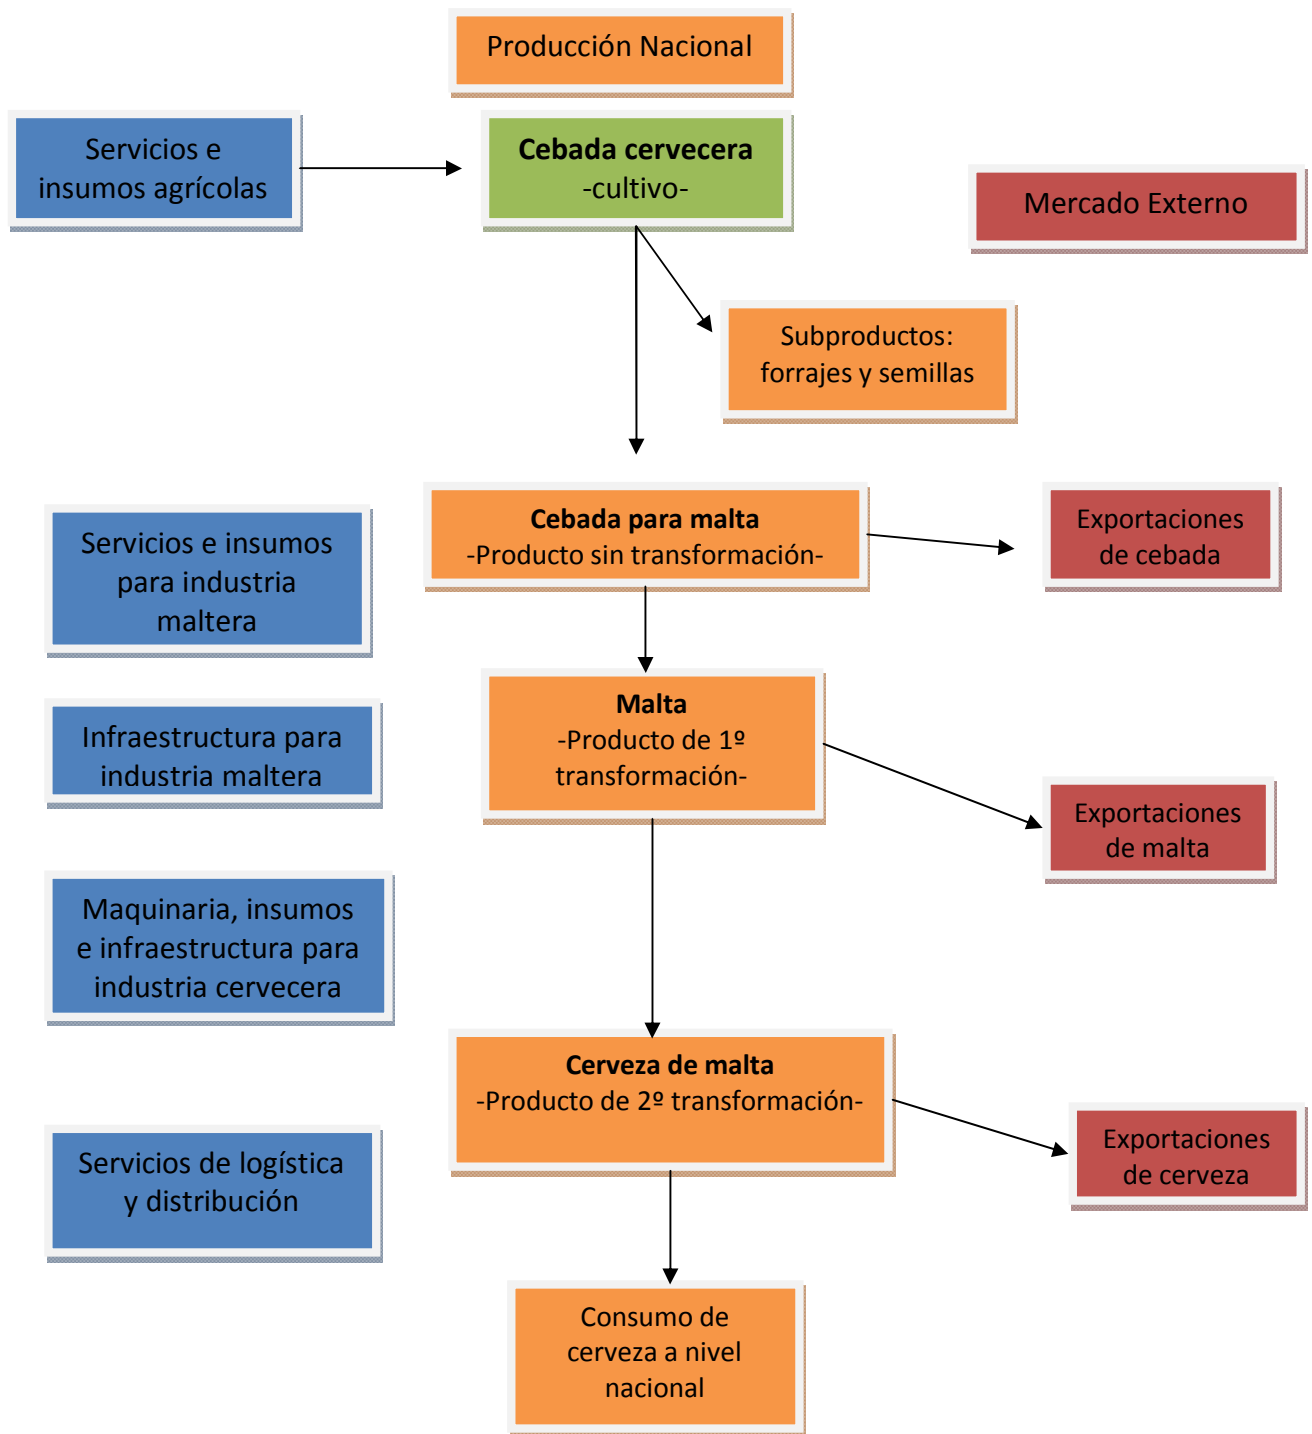 Producción Nacional
Servicios e
insumos agrícolas
Cebada cervecera
-cultivo-
Mercado Externo
Subproductos:
forrajes y semillas
Servicios e insumos
para industria
maltera
Cebada para malta
-Producto sin transformación-
Exportaciones
de cebada
Infraestructura para
industria maltera
Malta
-Producto de 1º
transformación-
Exportaciones
de malta
Maquinaria, insumos
e infraestructura para
industria cervecera
Cerveza de malta
-Producto de 2º transformación-
Exportaciones
de cerveza
Servicios de logística
y distribución
Consumo de
cerveza a nivel
nacional